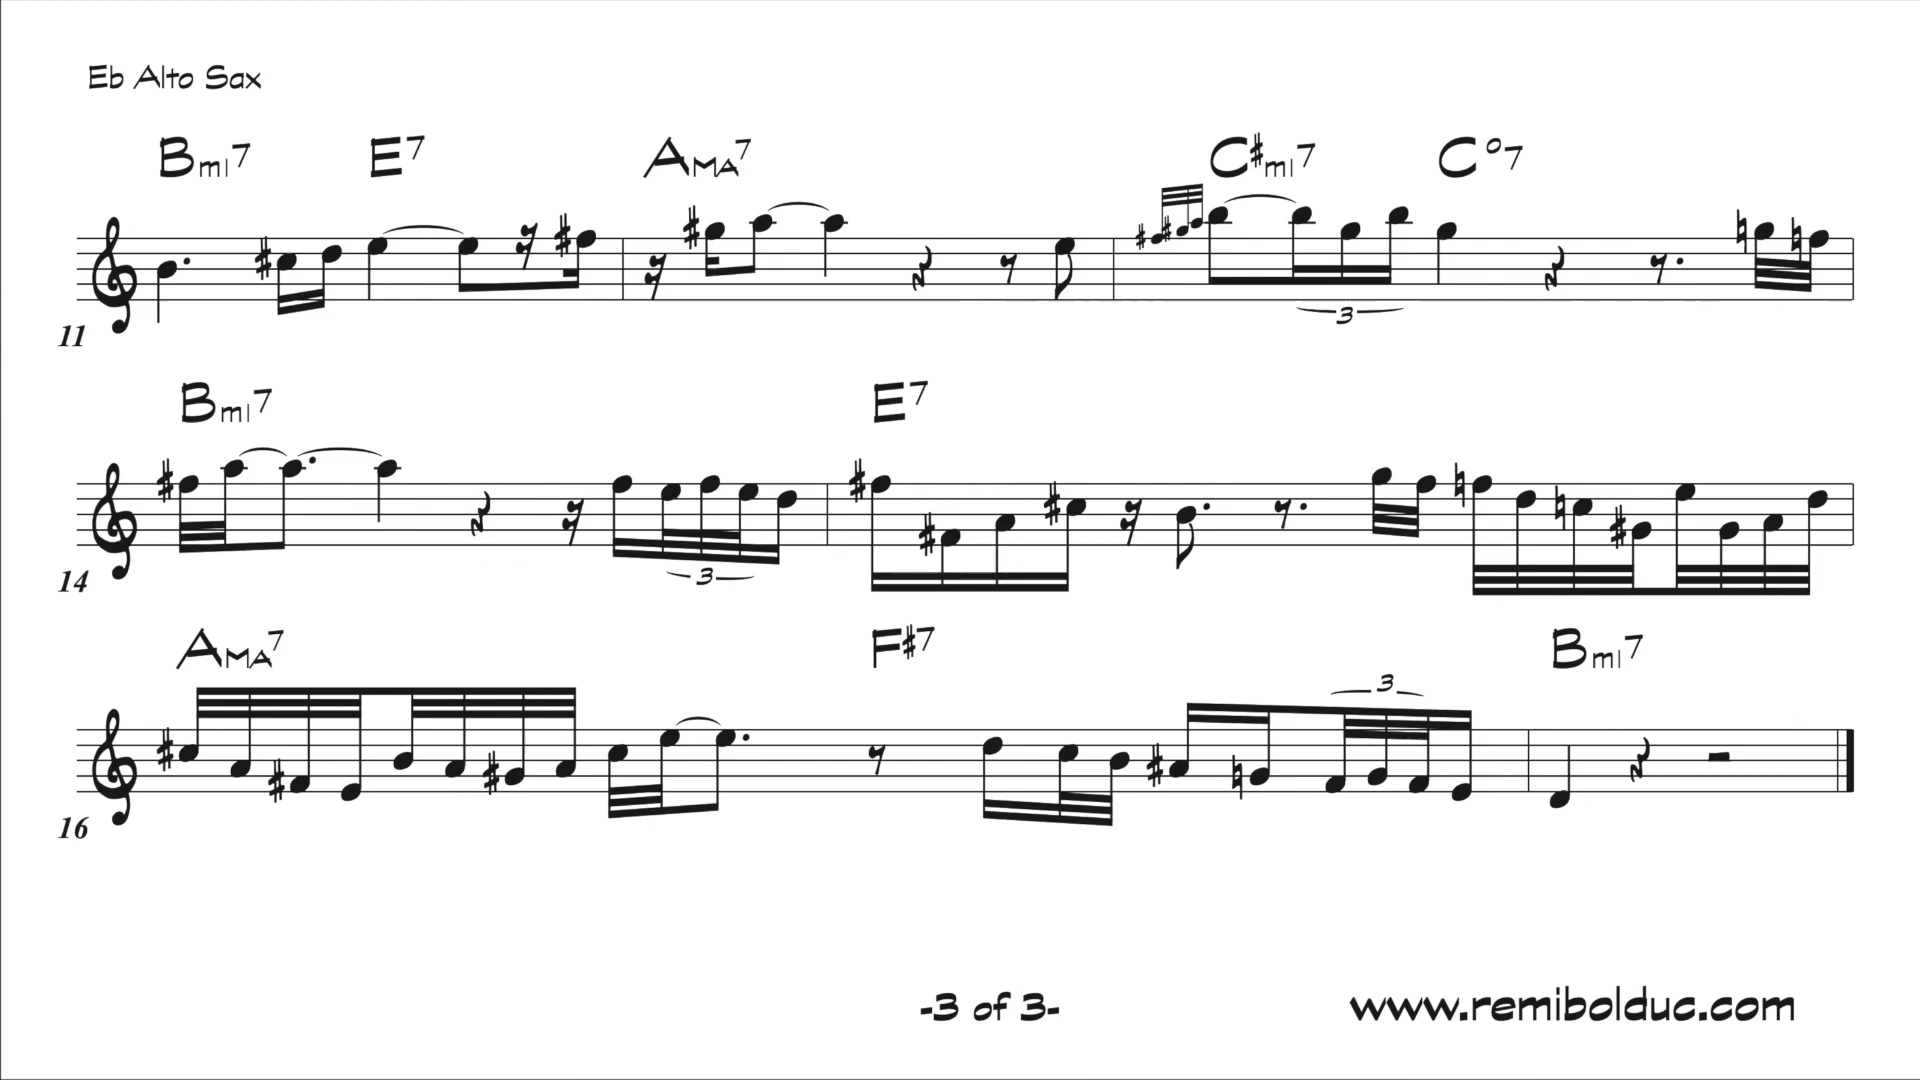 Eb Alto Sax
Bmi7 E7 AMA7 C#mi7 Co7
3
11
Bmi7 E7
3
14
AMA7 F#7 Bmi7
3
16
-3 of 3-
www.remibolduc.com